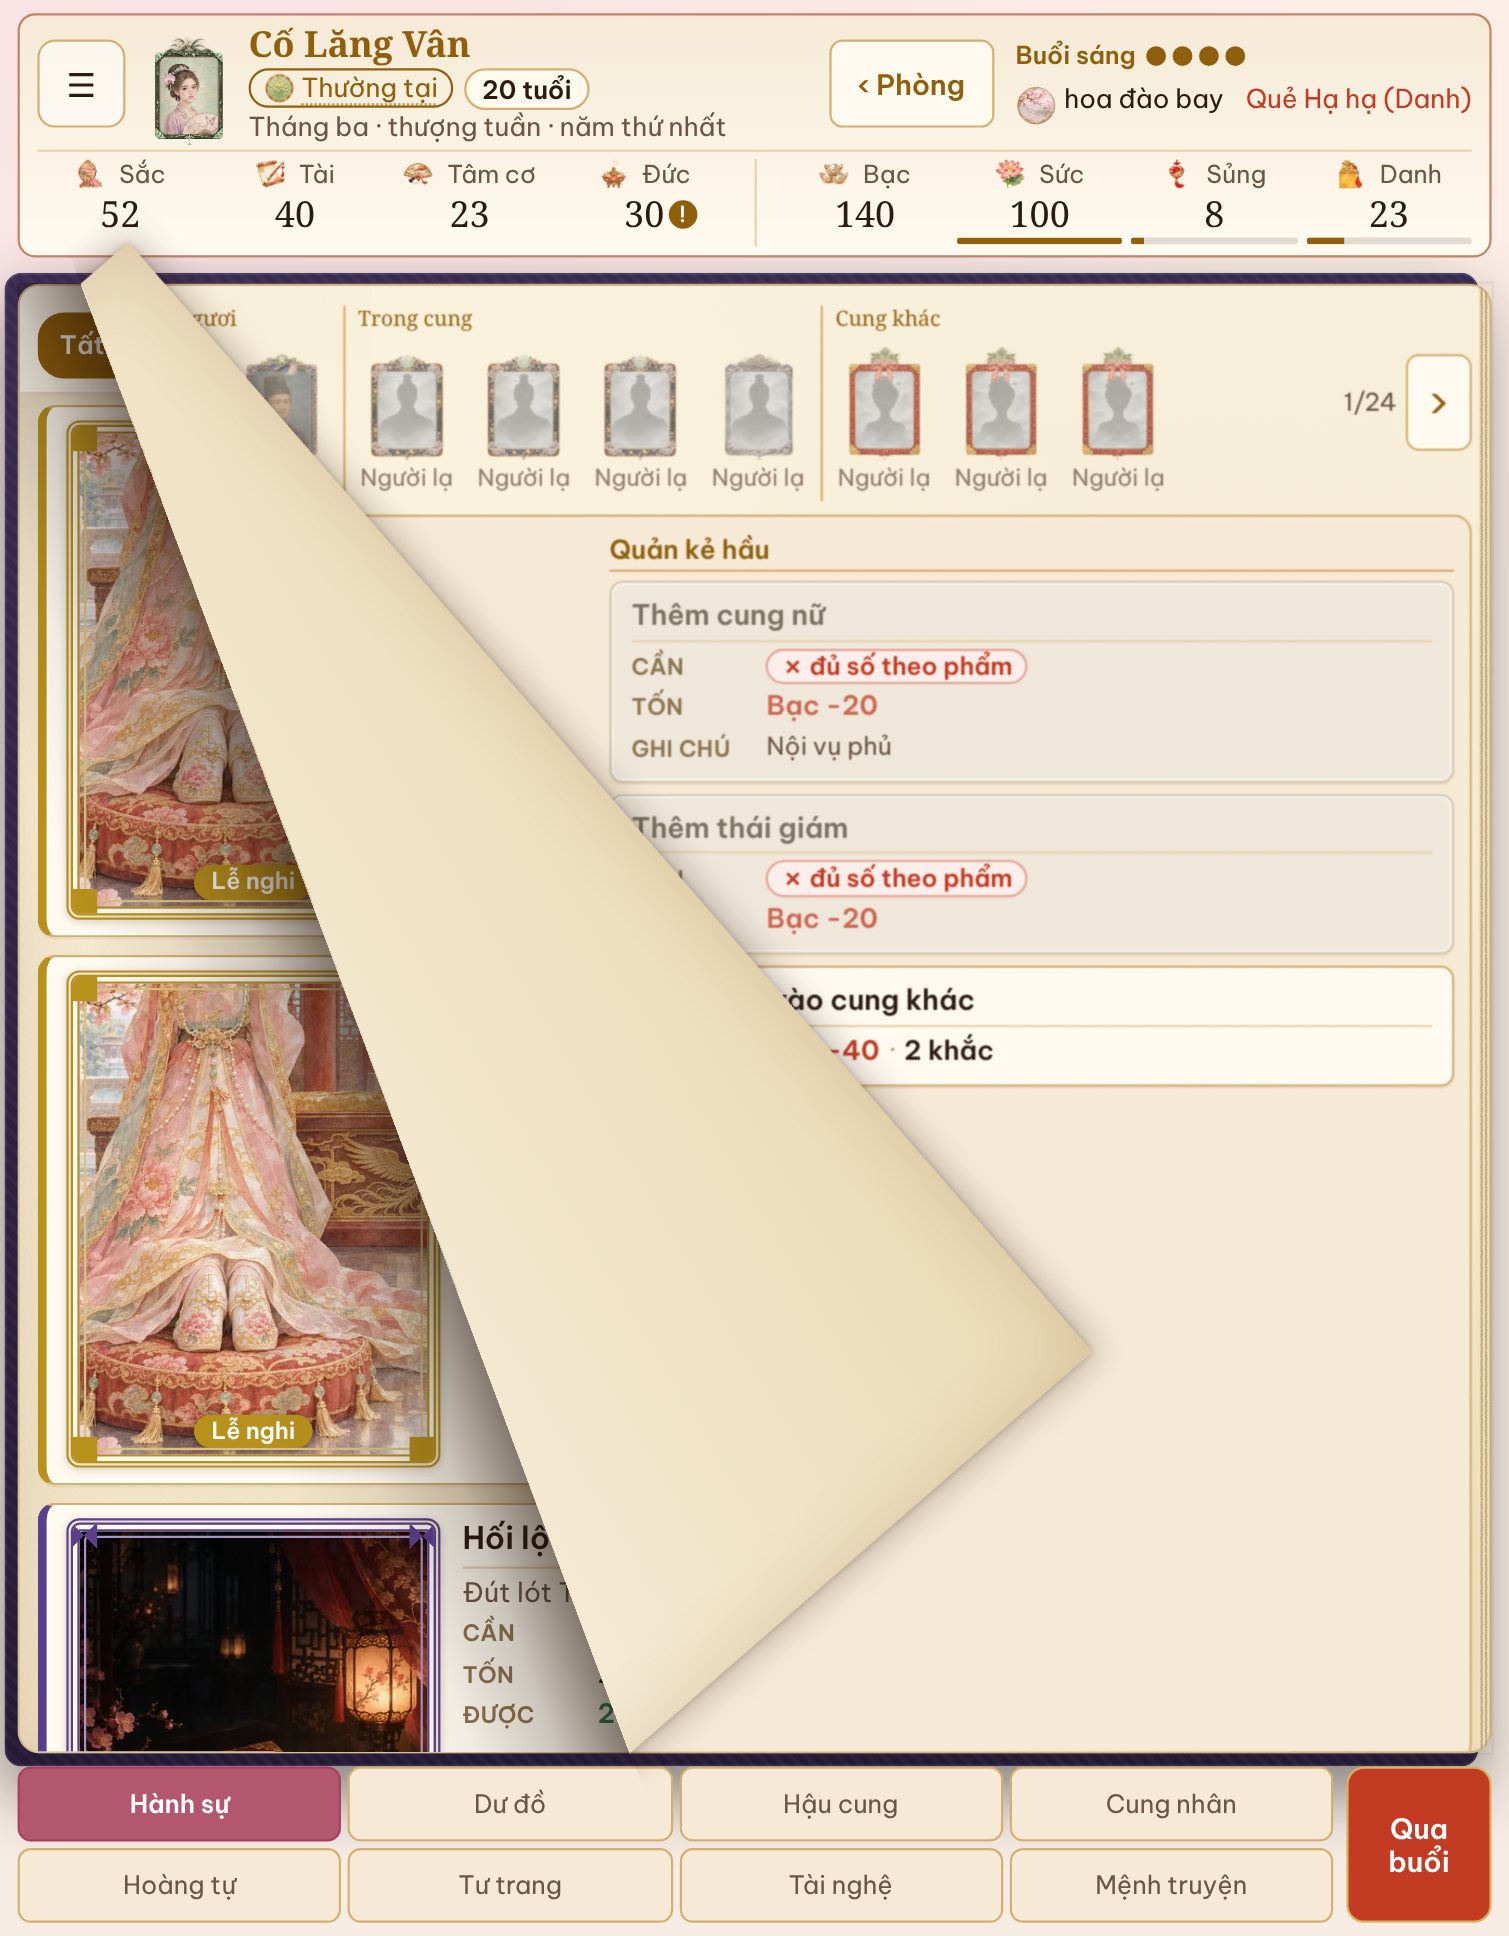 Cố Lăng Vân
Thường tại
20 tuổi
Tháng ba · thượng tuần · năm thứ nhất
‹ Phòng
Buổi sáng
hoa đào bay
Quẻ Hạ hạ (Danh)
Sắc
52
Tài
40
Tâm cơ
23
Đức
30 !
Bạc
140
Sức
100
Sủng
8
Danh
23
Trong cung
Người lạ
Người lạ
Người lạ
Người lạ
Cung khác
Người lạ
Người lạ
Người lạ
1/24
Quản kẻ hầu
Thêm cung nữ
CẦN
× đủ số theo phẩm
TỐN
Bạc -20
GHI CHÚ
Nội vụ phủ
Thêm thái giám
× đủ số theo phẩm
Bạc -20
cung khác
-40 · 2 khắc
Lễ nghi
Lễ nghi
Hối lộ
Đút lót
CẦN
TỐN
ĐƯỢC
2
Hành sự
Dư đồ
Hậu cung
Cung nhân
Hoàng tự
Tư trang
Tài nghệ
Mệnh truyện
Qua
buổi